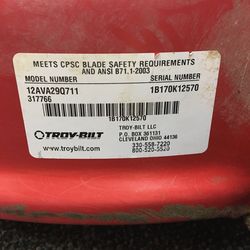 MEETS CPSC BLADE SAFETY REQUIREMENTS
AND ANSI B71.1-2003
MODEL NUMBER SERIAL NUMBER
12AVA29Q711 1B170K12570
317766
1B170K12570
TROY-BILT
TROY-BILT LLC
P.O. BOX 361131
CLEVELAND OHIO 44136
www.troybilt.com
330-558-7220
800-520-5520